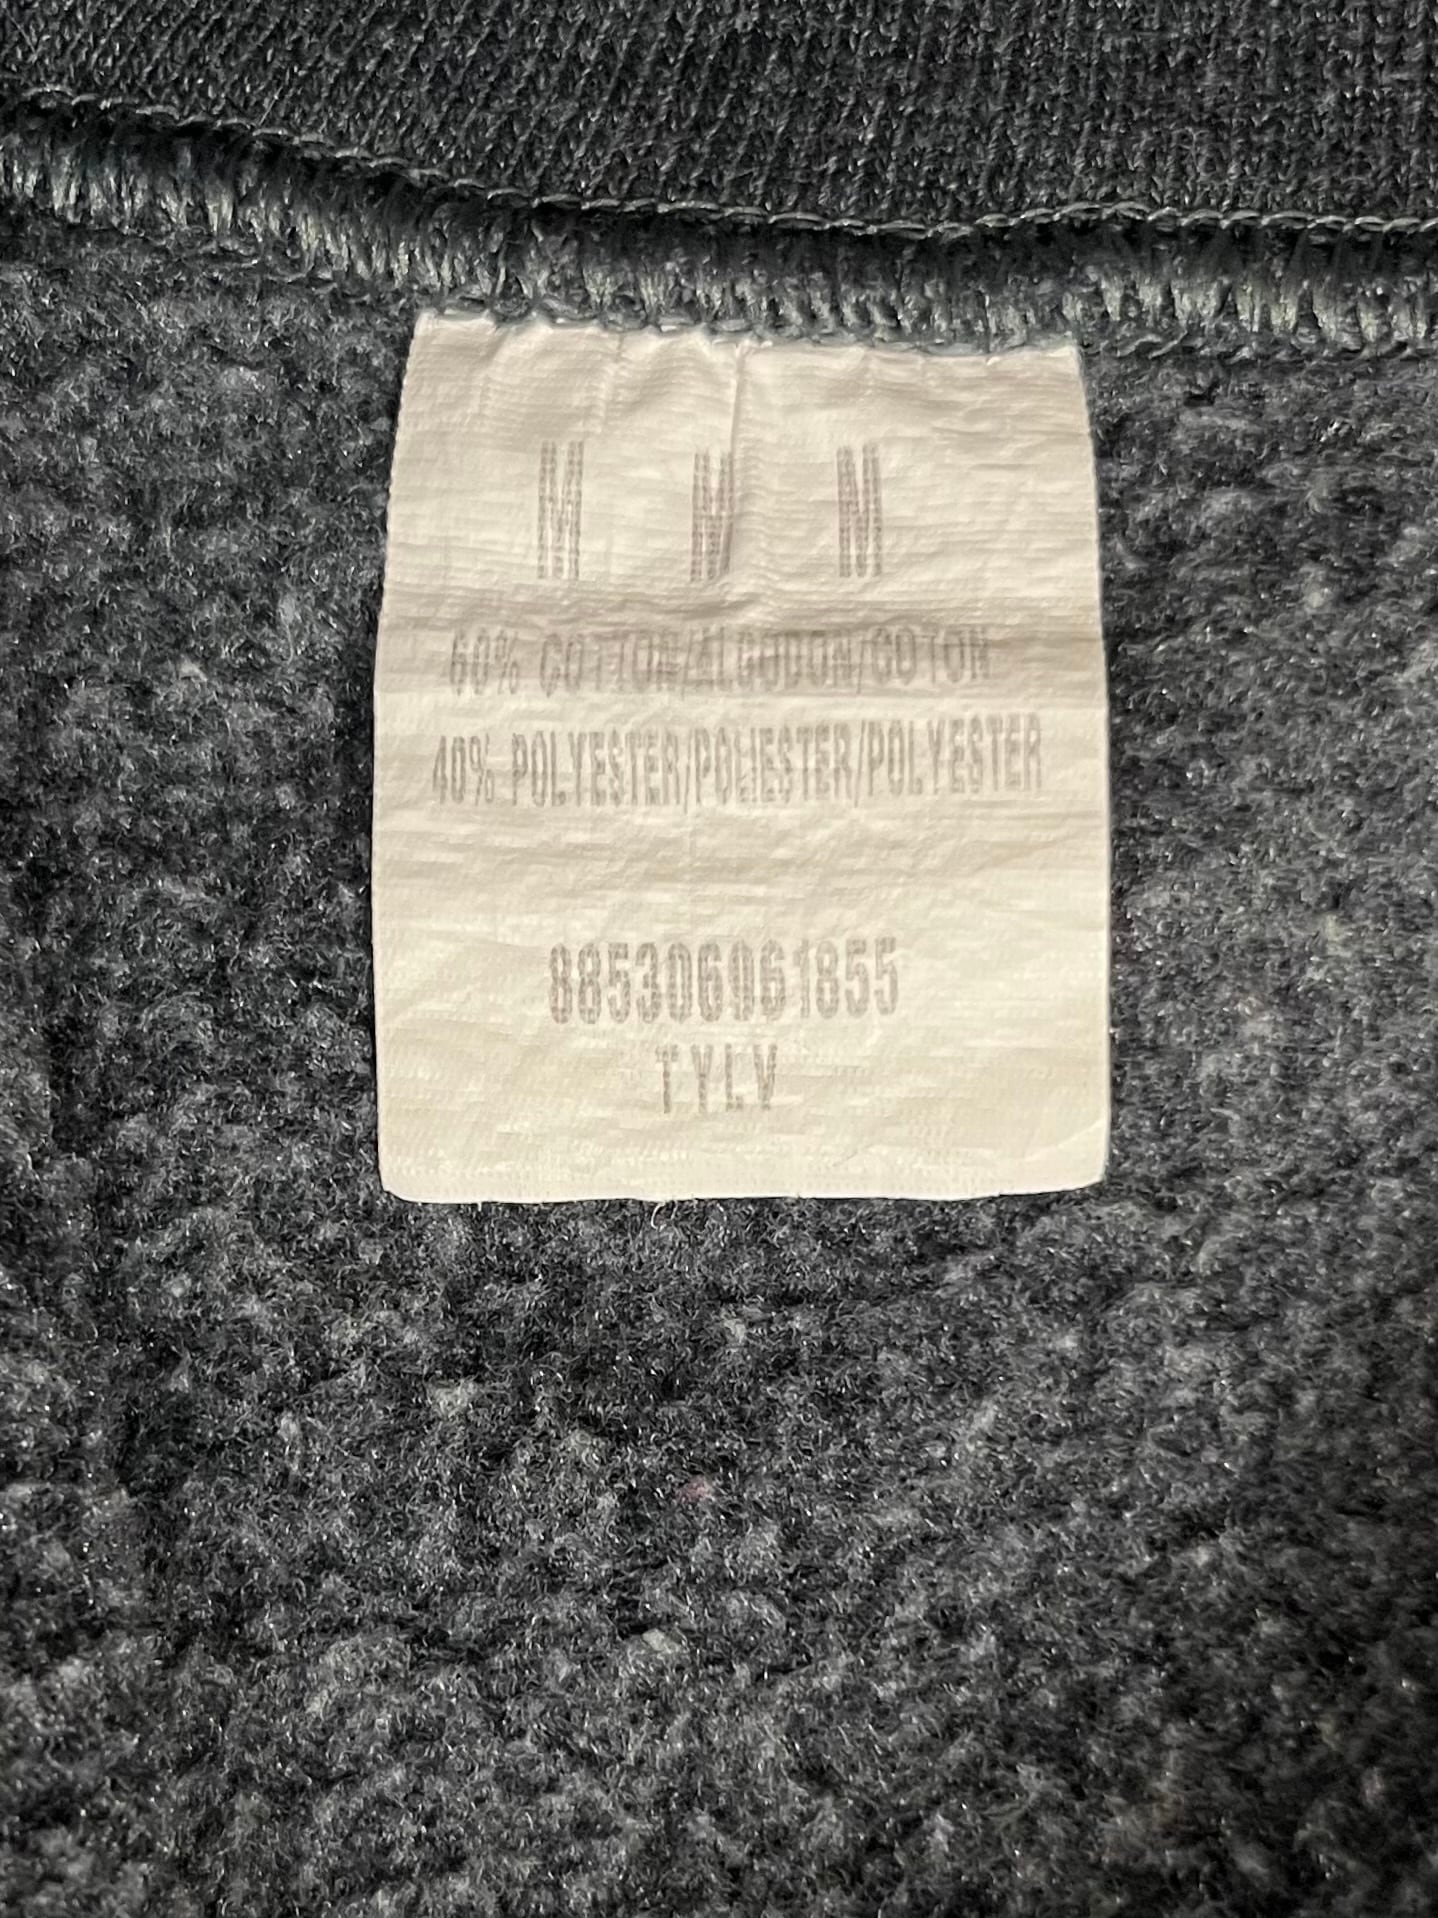 M M M
60% COTTON/ALGODON/COTON
40% POLYESTER/POLIESTER/POLYESTER
885306961855
TYLV